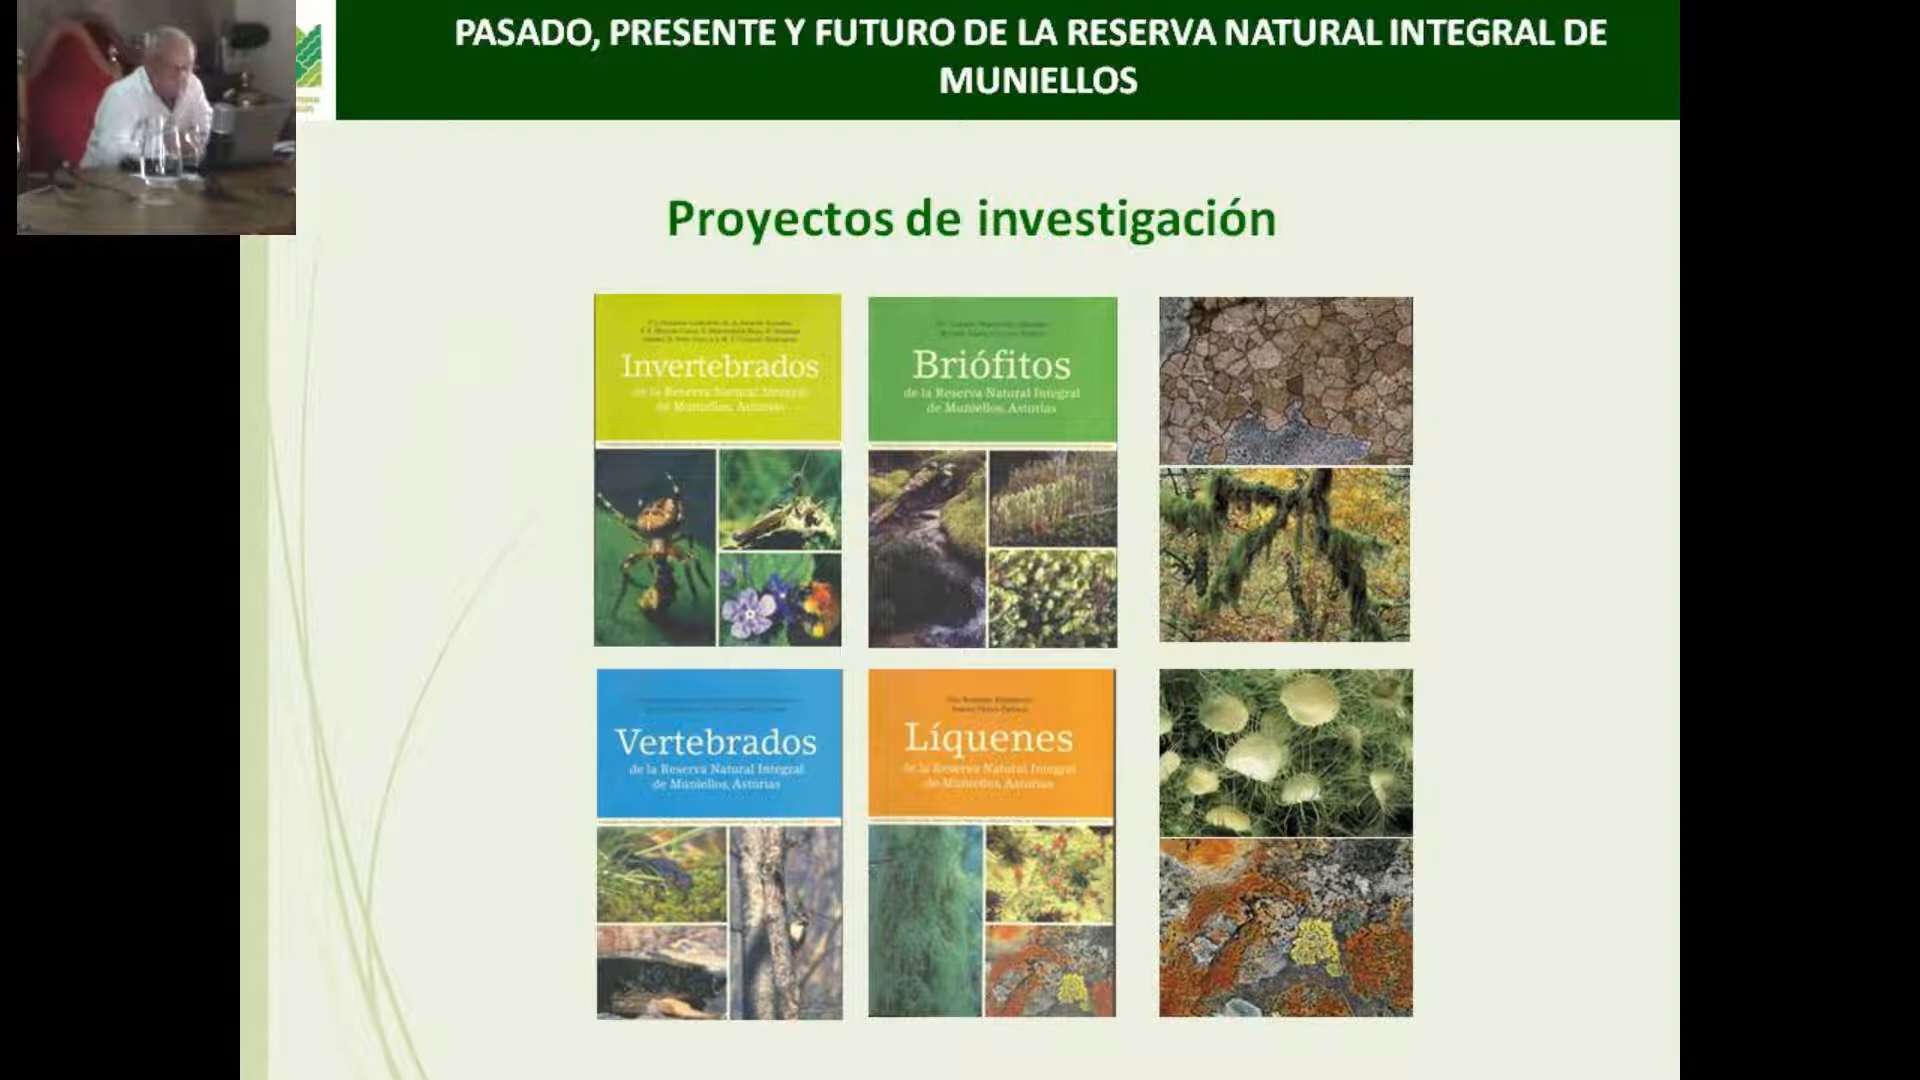 PASADO, PRESENTE Y FUTURO DE LA RESERVA NATURAL INTEGRAL DE
MUNIELLOS
Proyectos de investigación
Invertebrados
de la Reserva Natural Integral
de Muniellos, Asturias
Briófitos
de la Reserva Natural Integral
de Muniellos, Asturias
Vertebrados
de la Reserva Natural Integral
de Muniellos, Asturias
Líquenes
de la Reserva Natural Integral
de Muniellos, Asturias